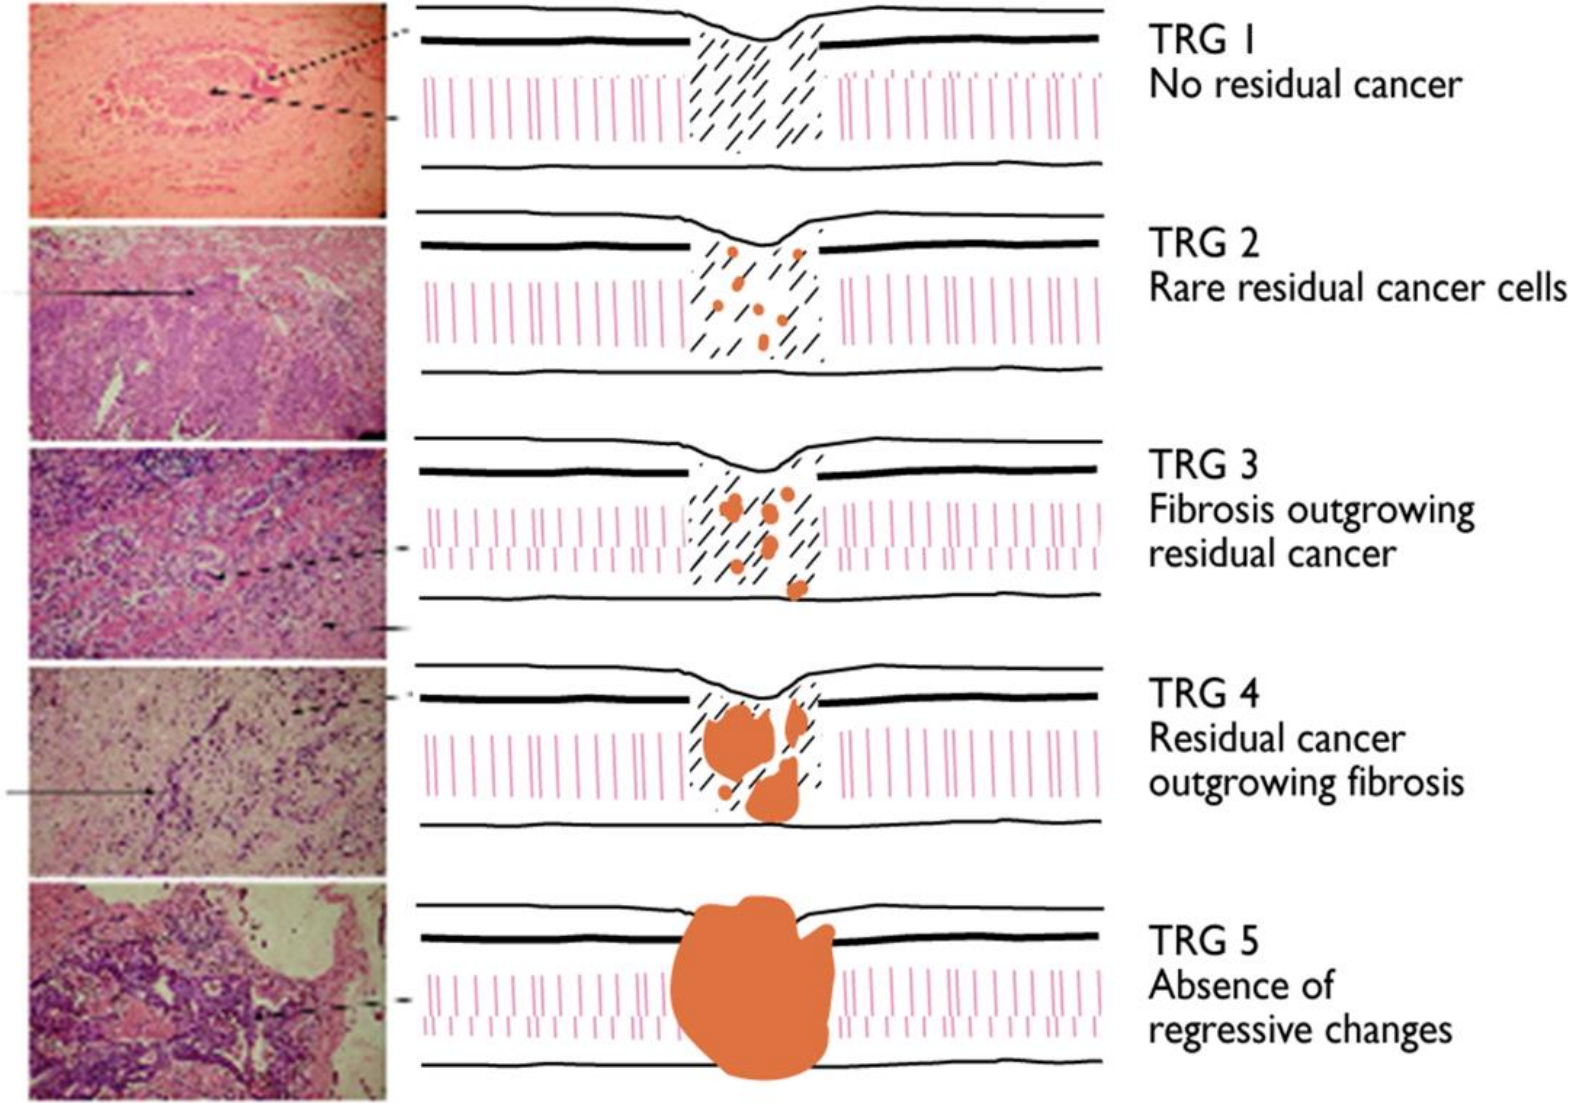 TRG 1
No residual cancer
TRG 2
Rare residual cancer cells
TRG 3
Fibrosis outgrowing
residual cancer
TRG 4
Residual cancer
outgrowing fibrosis
TRG 5
Absence of
regressive changes